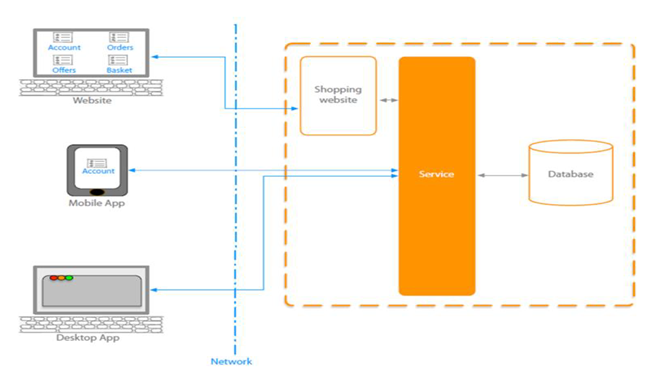 Account Orders
Offers Basket
Website
Shopping
website
Account
Mobile App
Service
Database
Desktop App
Network